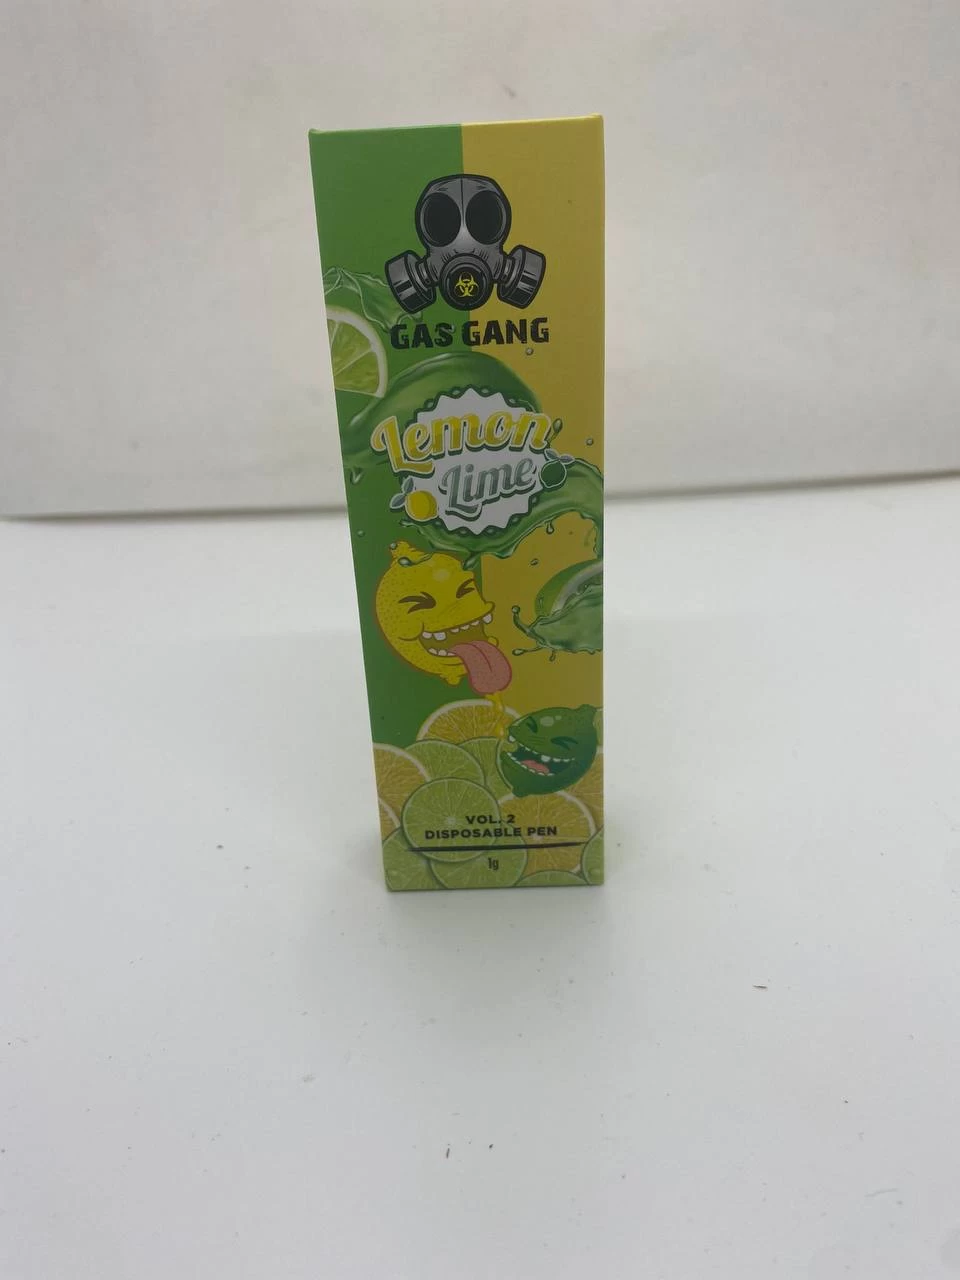 GAS GANG
Lemon
Lime
VOL. 2
DISPOSABLE PEN
1g